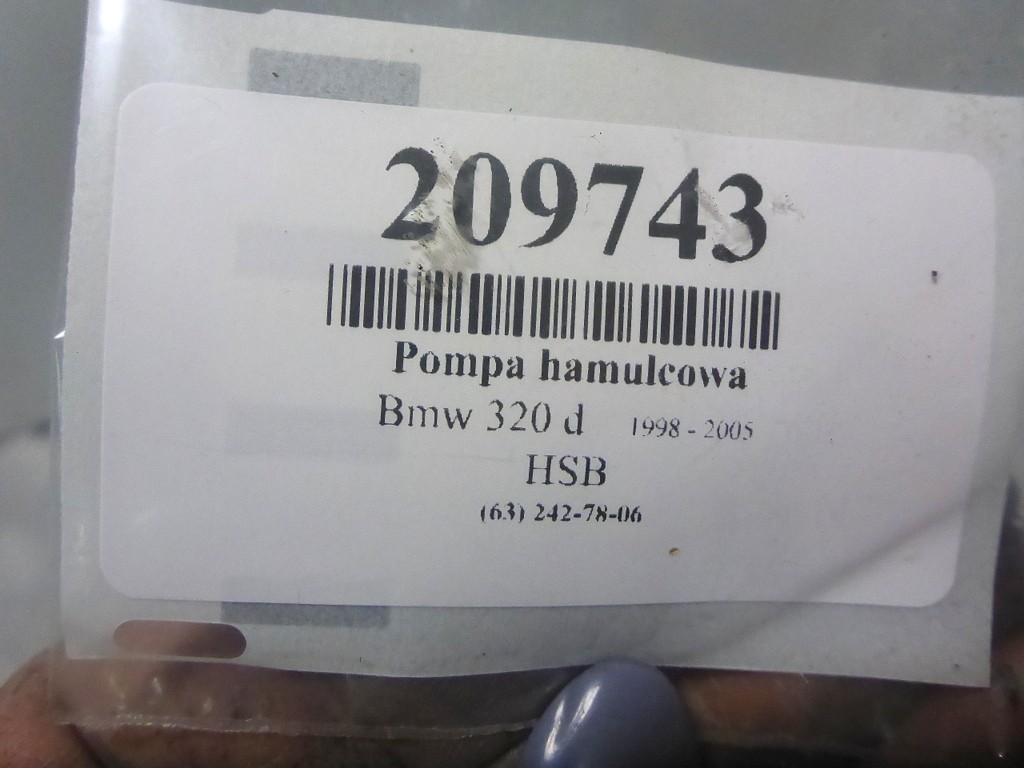 209743
Pompa hamulcowa
Bmw 320 d 1998 - 2005
HSB
(63) 242-78-06